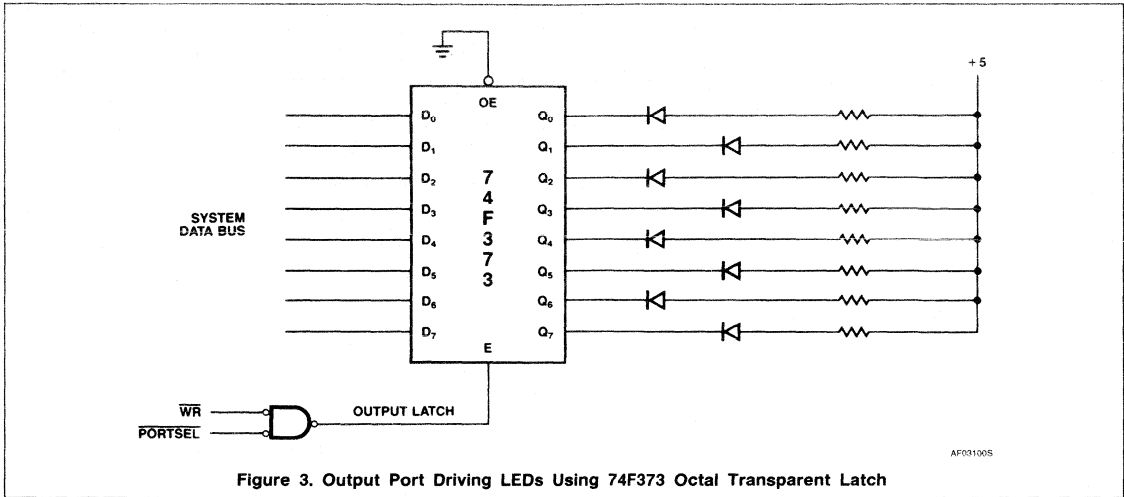 +5
OE
D₀ Q₀
D₁ Q₁
D₂ Q₂
D₃ Q₃
D₄ Q₄
D₅ Q₅
D₆ Q₆
D₇ Q₇
7
4
F
3
7
3
SYSTEM
DATA BUS
E
WR
PORTSEL
OUTPUT LATCH
AF03100S
Figure 3. Output Port Driving LEDs Using 74F373 Octal Transparent Latch